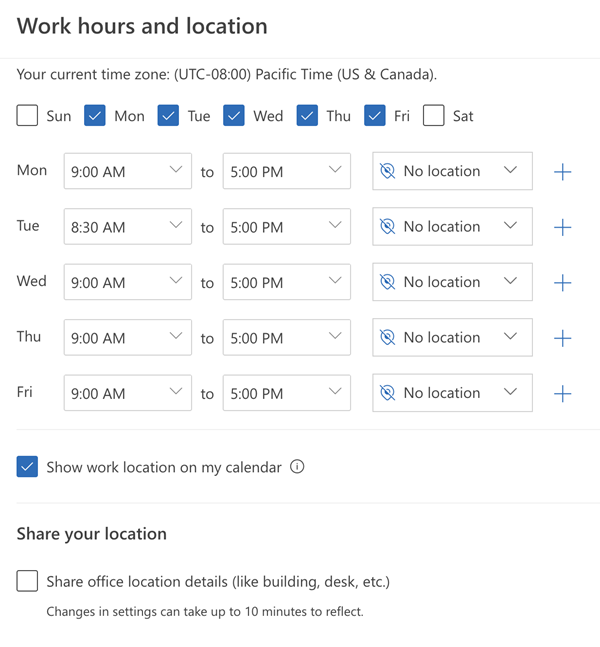 Work hours and location
Your current time zone: (UTC-08:00) Pacific Time (US & Canada).
Sun Mon Tue Wed Thu Fri Sat
Mon 9:00 AM to 5:00 PM No location
Tue 8:30 AM to 5:00 PM No location
Wed 9:00 AM to 5:00 PM No location
Thu 9:00 AM to 5:00 PM No location
Fri 9:00 AM to 5:00 PM No location
Show work location on my calendar
Share your location
Share office location details (like building, desk, etc.)
Changes in settings can take up to 10 minutes to reflect.